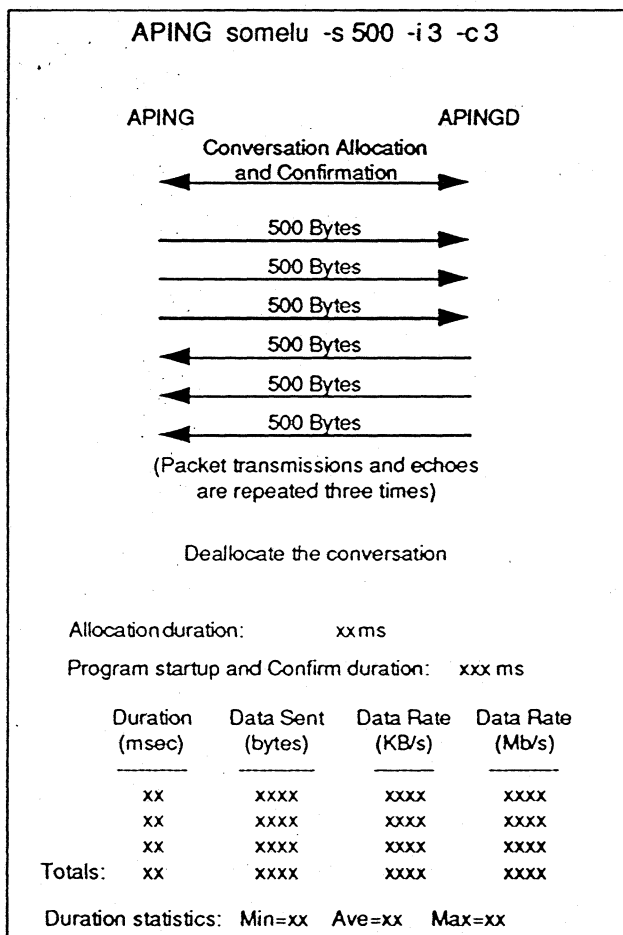 APING somelu -s 500 -i 3 -c 3
APING APINGD
Conversation Allocation
and Confirmation
500 Bytes
500 Bytes
500 Bytes
500 Bytes
500 Bytes
500 Bytes
(Packet transmissions and echoes
are repeated three times)
Deallocate the conversation
Allocation duration: xx ms
Program startup and Confirm duration: xxx ms
Duration Data Sent Data Rate Data Rate
(msec) (bytes) (KB/s) (Mb/s)
xx xxxx xxxx xxxx
xx xxxx xxxx xxxx
xx xxxx xxxx xxxx
Totals: xx xxxx xxxx xxxx
Duration statistics: Min=xx Ave=xx Max=xx